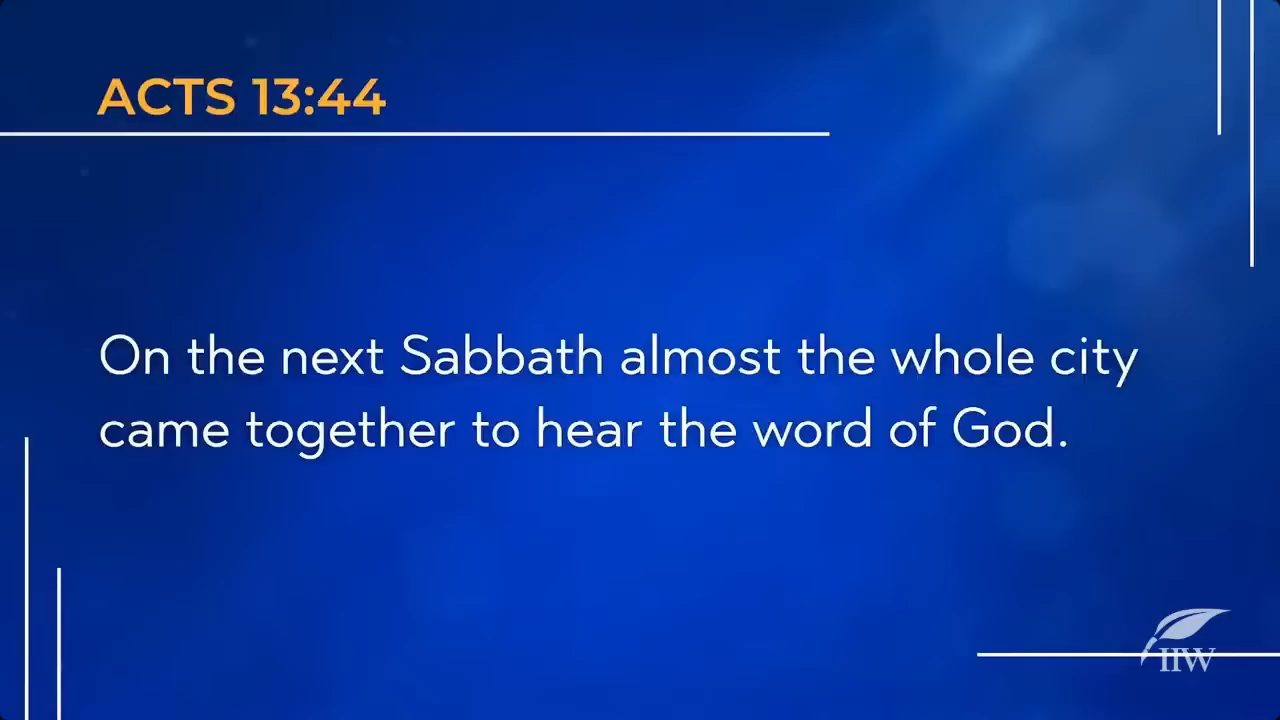 ACTS 13:44
On the next Sabbath almost the whole city
came together to hear the word of God.
IIW